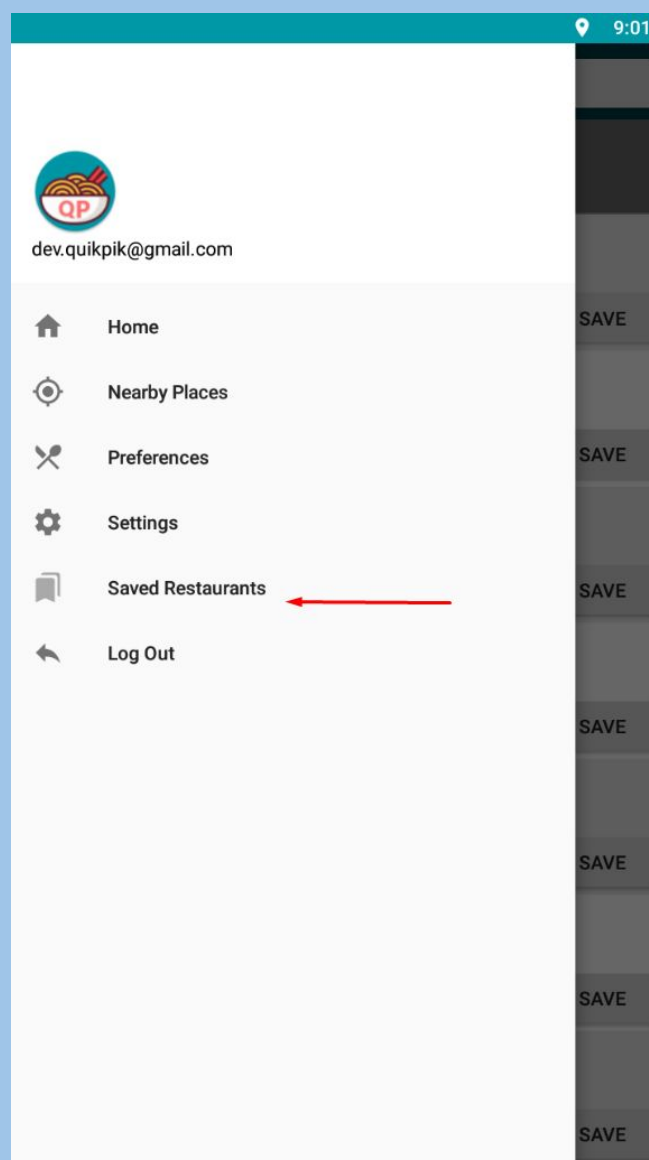 9:01
QP
dev.quikpik@gmail.com
Home
SAVE
Nearby Places
SAVE
Preferences
Settings
Saved Restaurants
SAVE
Log Out
SAVE
SAVE
SAVE
SAVE